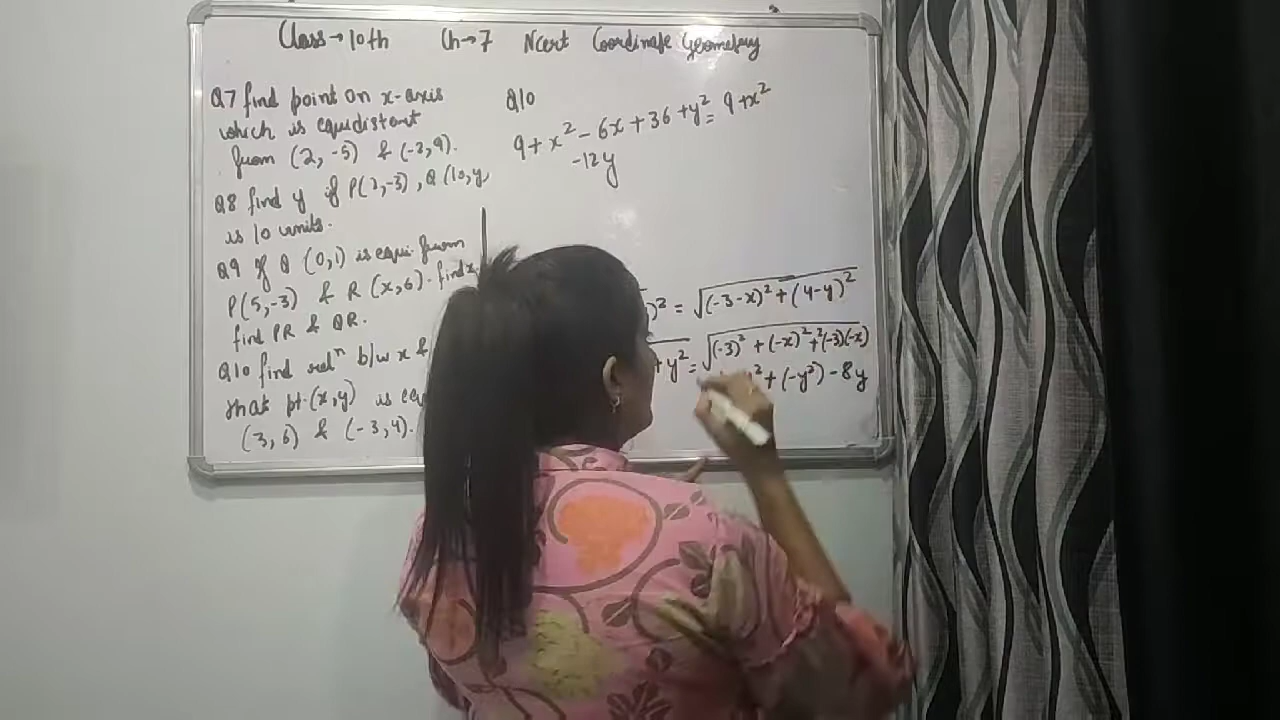 Class→10th Ch→7 Ncert Coordinate Geometry
Q7 find point on x-axis
which is equidistant
from (2, -5) & (-2,9).
Q8 find y if P(2,-3), Q (10,y
is 10 units.
Q9 If Q (0,1) is equi. from
P(5,-3) & R (x,6). find x,
find PR & QR.
Q10 find relⁿ b/w x &
that pt.(x,y) is
(3,6) & (-3,4).
Q10
9+x²-6x+36+y² = 9+x²
-12y
)² = √(-3-x)²+(4-y)²
+y² = √(-3)²+(-x)²+2(-3)(-x)
+(-y²)-8y